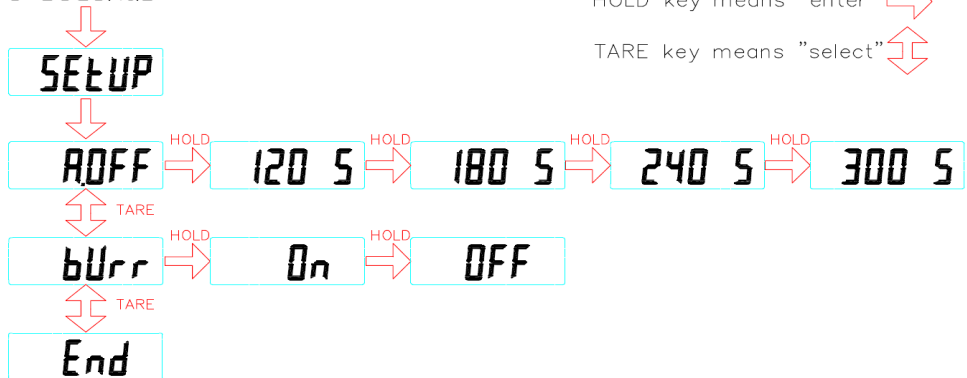 HOLD key means "enter"
TARE key means "select"
SEtUP
A.OFF HOLD 120 S HOLD 180 S HOLD 240 S HOLD 300 S
TARE
bUrr HOLD On HOLD OFF
TARE
End